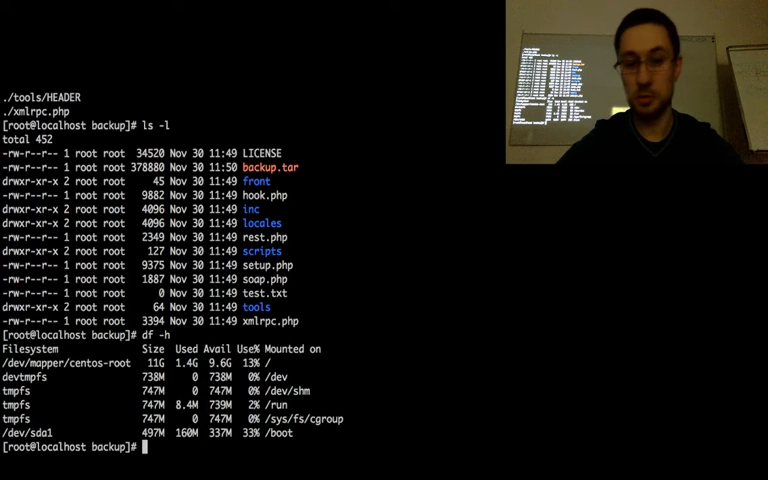 ./tools/HEADER
./xmlrpc.php
[root@localhost backup]# ls -l
total 452
-rw-r--r-- 1 root root  34520 Nov 30 11:49 LICENSE
-rw-r--r-- 1 root root 378880 Nov 30 11:50 backup.tar
drwxr-xr-x 2 root root     45 Nov 30 11:49 front
-rw-r--r-- 1 root root   9882 Nov 30 11:49 hook.php
drwxr-xr-x 2 root root   4096 Nov 30 11:49 inc
drwxr-xr-x 2 root root   4096 Nov 30 11:49 locales
-rw-r--r-- 1 root root   2349 Nov 30 11:49 rest.php
drwxr-xr-x 2 root root    127 Nov 30 11:49 scripts
-rw-r--r-- 1 root root   9375 Nov 30 11:49 setup.php
-rw-r--r-- 1 root root   1887 Nov 30 11:49 soap.php
-rw-r--r-- 1 root root      0 Nov 30 11:49 test.txt
drwxr-xr-x 2 root root     64 Nov 30 11:49 tools
-rw-r--r-- 1 root root   3394 Nov 30 11:49 xmlrpc.php
[root@localhost backup]# df -h
Filesystem               Size  Used Avail Use% Mounted on
/dev/mapper/centos-root   11G  1.4G  9.6G  13% /
devtmpfs                 738M     0  738M   0% /dev
tmpfs                    747M     0  747M   0% /dev/shm
tmpfs                    747M  8.4M  739M   2% /run
tmpfs                    747M     0  747M   0% /sys/fs/cgroup
/dev/sda1                497M  160M  337M  33% /boot
[root@localhost backup]#